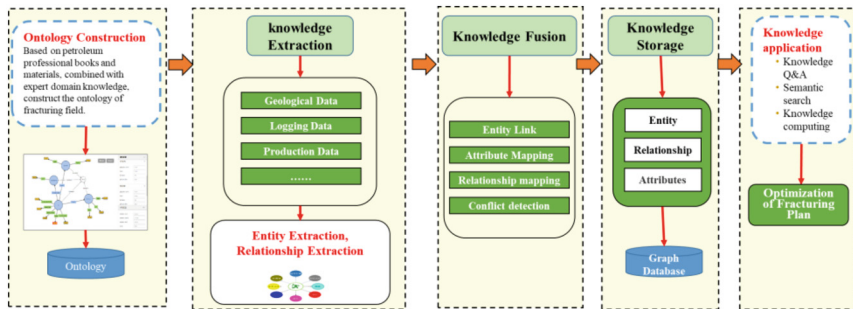 Ontology Construction
Based on petroleum
professional books and
materials, combined with
expert domain knowledge,
construct the ontology of
fracturing field.
Ontology
knowledge
Extraction
Geological Data
Logging Data
Production Data
......
Entity Extraction,
Relationship Extraction
Knowledge Fusion
Entity Link
Attribute Mapping
Relationship mapping
Conflict detection
Knowledge
Storage
Entity
Relationship
Attributes
Graph
Database
Knowledge
application
• Knowledge
Q&A
• Semantic
search
• Knowledge
computing
Optimization
of Fracturing
Plan